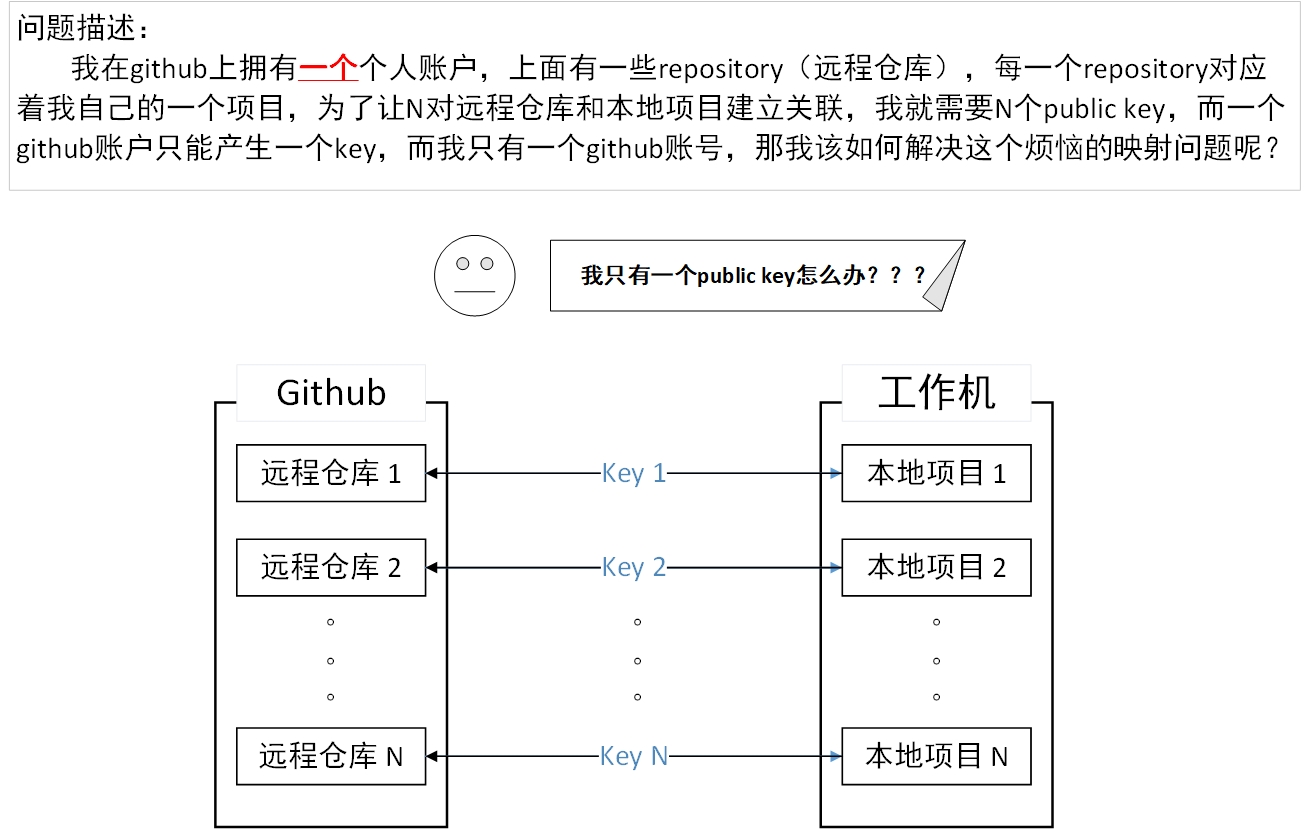 问题描述：
我在github上拥有一个个人账户，上面有一些repository（远程仓库），每一个repository对应
着我自己的一个项目，为了让N对远程仓库和本地项目建立关联，我就需要N个public key，而一个
github账户只能产生一个key，而我只有一个github账号，那我该如何解决这个烦恼的映射问题呢？
我只有一个public key怎么办？？？
Github
工作机
远程仓库 1
Key 1
本地项目 1
远程仓库 2
Key 2
本地项目 2
远程仓库 N
Key N
本地项目 N